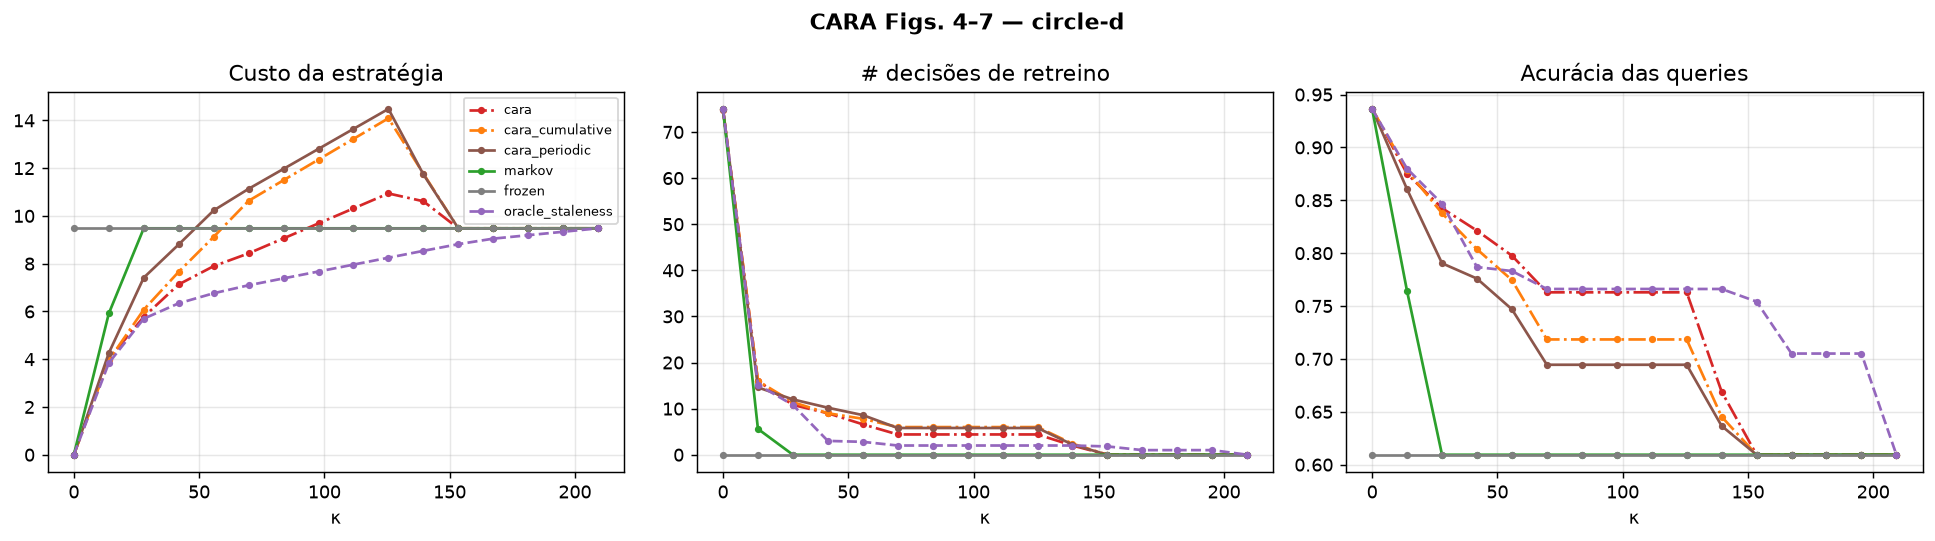 CARA Figs. 4–7 — circle-d
Custo da estratégia
14
12
10
8
6
4
2
0
0 50 100 150 200
κ
cara
cara_cumulative
cara_periodic
markov
frozen
oracle_staleness
# decisões de retreino
70
60
50
40
30
20
10
0
0 50 100 150 200
κ
Acurácia das queries
0.95
0.90
0.85
0.80
0.75
0.70
0.65
0.60
0 50 100 150 200
κ